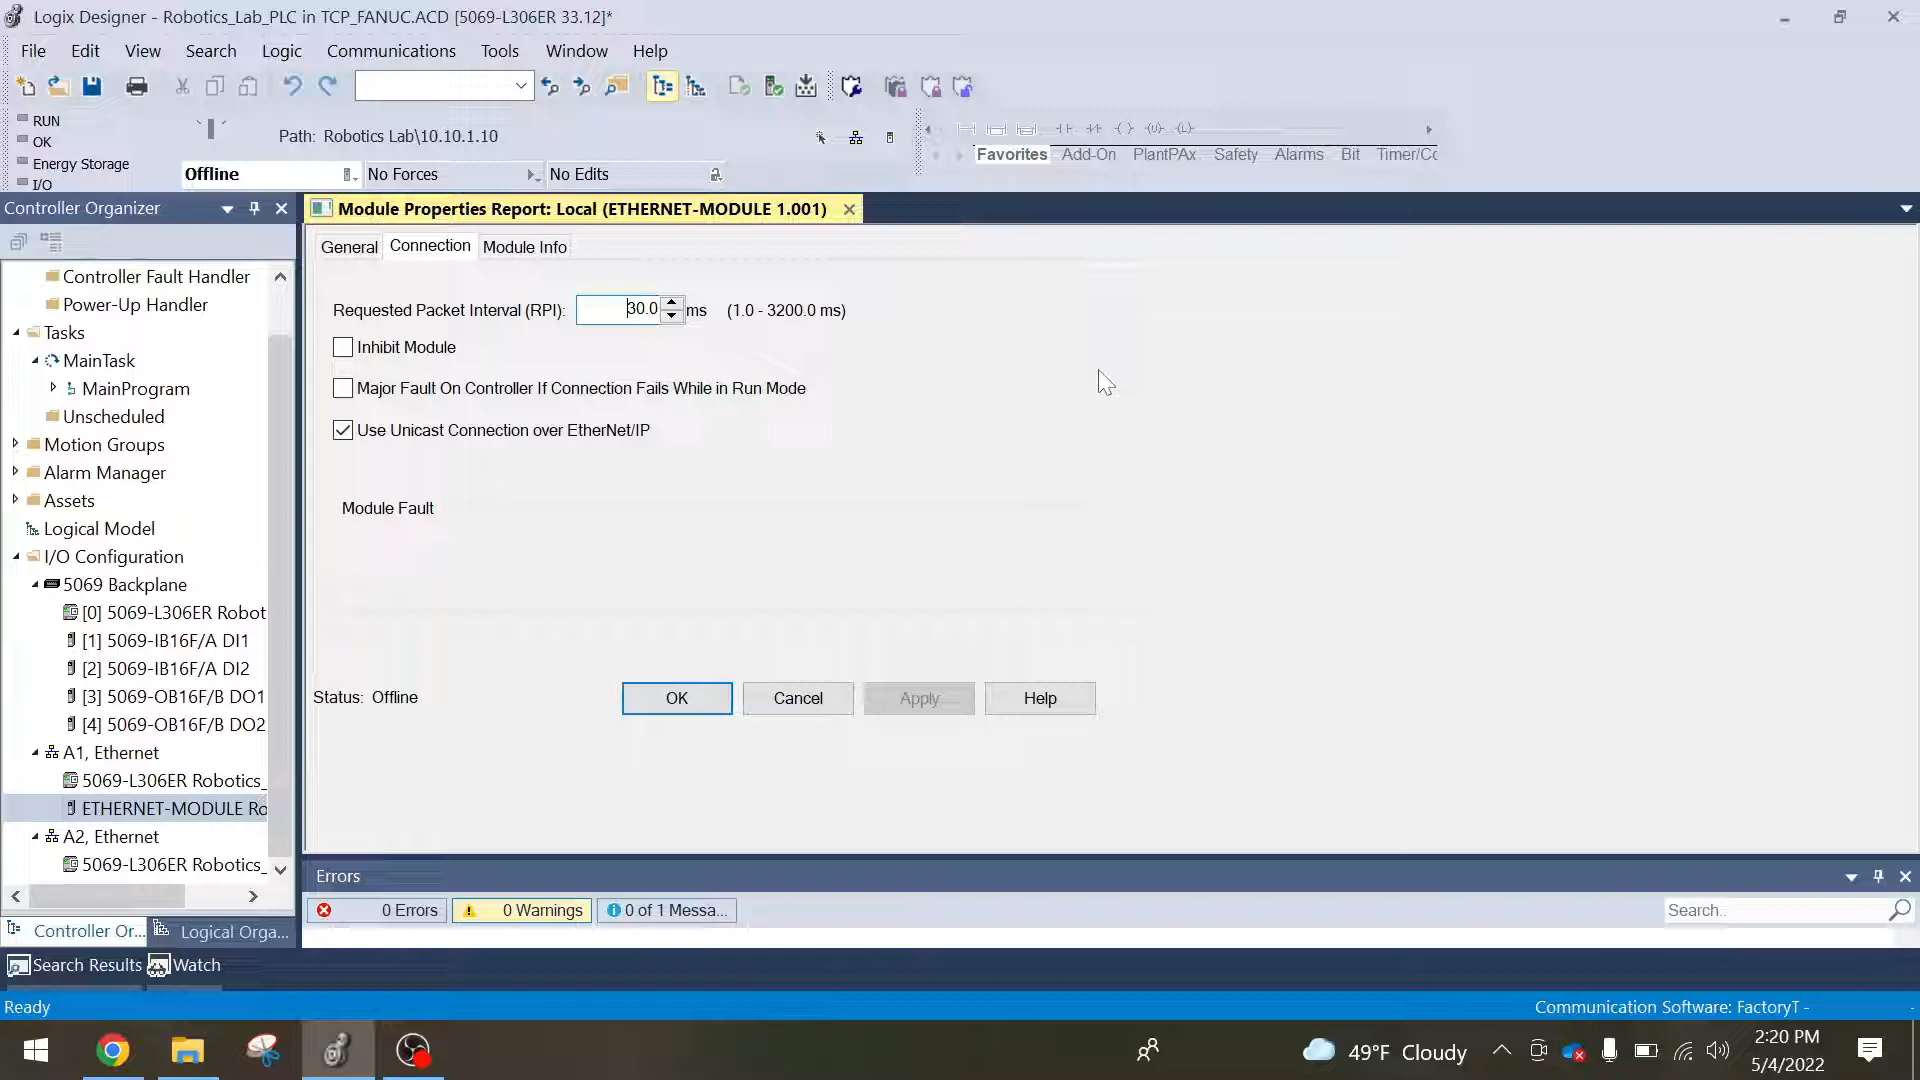 Logix Designer - Robotics_Lab_PLC in TCP_FANUC.ACD [5069-L306ER 33.12]*
File Edit View Search Logic Communications Tools Window Help
RUN
OK
Energy Storage
I/O
Path: Robotics Lab\10.10.1.10
Offline No Forces No Edits
Favorites Add-On PlantPAx Safety Alarms Bit Timer/Cc
Controller Organizer
Module Properties Report: Local (ETHERNET-MODULE 1.001)
General Connection Module Info
Controller Fault Handler
Power-Up Handler
Tasks
MainTask
MainProgram
Unscheduled
Motion Groups
Alarm Manager
Assets
Logical Model
I/O Configuration
5069 Backplane
[0] 5069-L306ER Robot
[1] 5069-IB16F/A DI1
[2] 5069-IB16F/A DI2
[3] 5069-OB16F/B DO1
[4] 5069-OB16F/B DO2
A1, Ethernet
5069-L306ER Robotics_
ETHERNET-MODULE Ro
A2, Ethernet
5069-L306ER Robotics_
Requested Packet Interval (RPI): 30.0 ms (1.0 - 3200.0 ms)
Inhibit Module
Major Fault On Controller If Connection Fails While in Run Mode
Use Unicast Connection over EtherNet/IP
Module Fault
Status: Offline
OK Cancel Apply Help
Errors
0 Errors 0 Warnings 0 of 1 Messa...
Search..
Controller Or... Logical Orga...
Search Results Watch
Ready
Communication Software: FactoryT -
49°F Cloudy
2:20 PM
5/4/2022